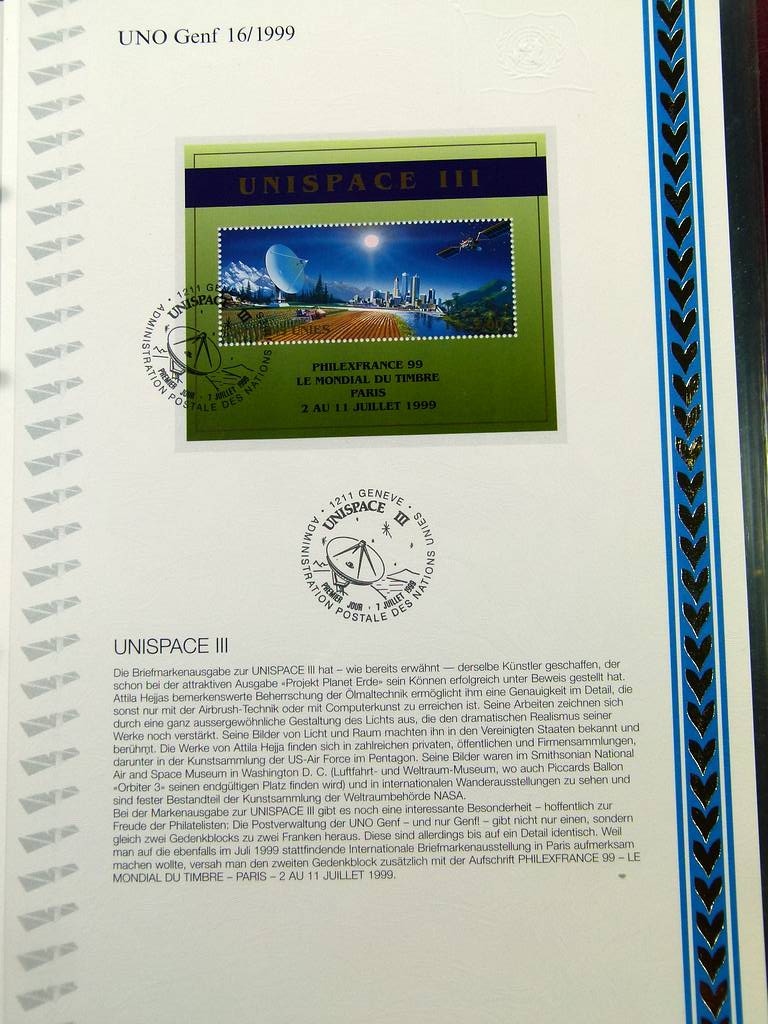 UNO Genf 16/1999
UNISPACE III
UNIES
PHILEXFRANCE 99
LE MONDIAL DU TIMBRE
PARIS
2 AU 11 JUILLET 1999
1211 GE
UNISPACE III
PREMIER JOUR - 7 JUILLET 1999
ADMINISTRATION POSTALE DES NATIONS
1211 GENEVE
UNISPACE III
PREMIER JOUR - 7 JUILLET 1999
ADMINISTRATION POSTALE DES NATIONS UNIES
UNISPACE III
Die Briefmarkenausgabe zur UNISPACE III hat – wie bereits erwähnt — derselbe Künstler geschaffen, der
schon bei der attraktiven Ausgabe «Projekt Planet Erde» sein Können erfolgreich unter Beweis gestellt hat.
Attila Hejjas bemerkenswerte Beherrschung der Ölmaltechnik ermöglicht ihm eine Genauigkeit im Detail, die
sonst nur mit der Airbrush-Technik oder mit Computerkunst zu erreichen ist. Seine Arbeiten zeichnen sich
durch eine ganz aussergewöhnliche Gestaltung des Lichts aus, die den dramatischen Realismus seiner
Werke noch verstärkt. Seine Bilder von Licht und Raum machten ihn in den Vereinigten Staaten bekannt und
berühmt. Die Werke von Attila Hejja finden sich in zahlreichen privaten, öffentlichen und Firmensammlungen,
darunter in der Kunstsammlung der US-Air Force im Pentagon. Seine Bilder waren im Smithsonian National
Air and Space Museum in Washington D. C. (Luftfahrt- und Weltraum-Museum, wo auch Piccards Ballon
«Orbiter 3» seinen endgültigen Platz finden wird) und in internationalen Wanderausstellungen zu sehen und
sind fester Bestandteil der Kunstsammlung der Weltraumbehörde NASA.
Bei der Markenausgabe zur UNISPACE III gibt es noch eine interessante Besonderheit – hoffentlich zur
Freude der Philatelisten; Die Postverwaltung der UNO Genf – und nur Genf! – gibt nicht nur einen, sondern
gleich zwei Gedenkblocks zu zwei Franken heraus. Diese sind allerdings bis auf ein Detail identisch. Weil
man auf die ebenfalls im Juli 1999 stattfindende Internationale Briefmarkenausstellung in Paris aufmerksam
machen wollte, versah man den zweiten Gedenkblock zusätzlich mit der Aufschrift PHILEXFRANCE 99 – LE
MONDIAL DU TIMBRE – PARIS – 2 AU 11 JUILLET 1999.